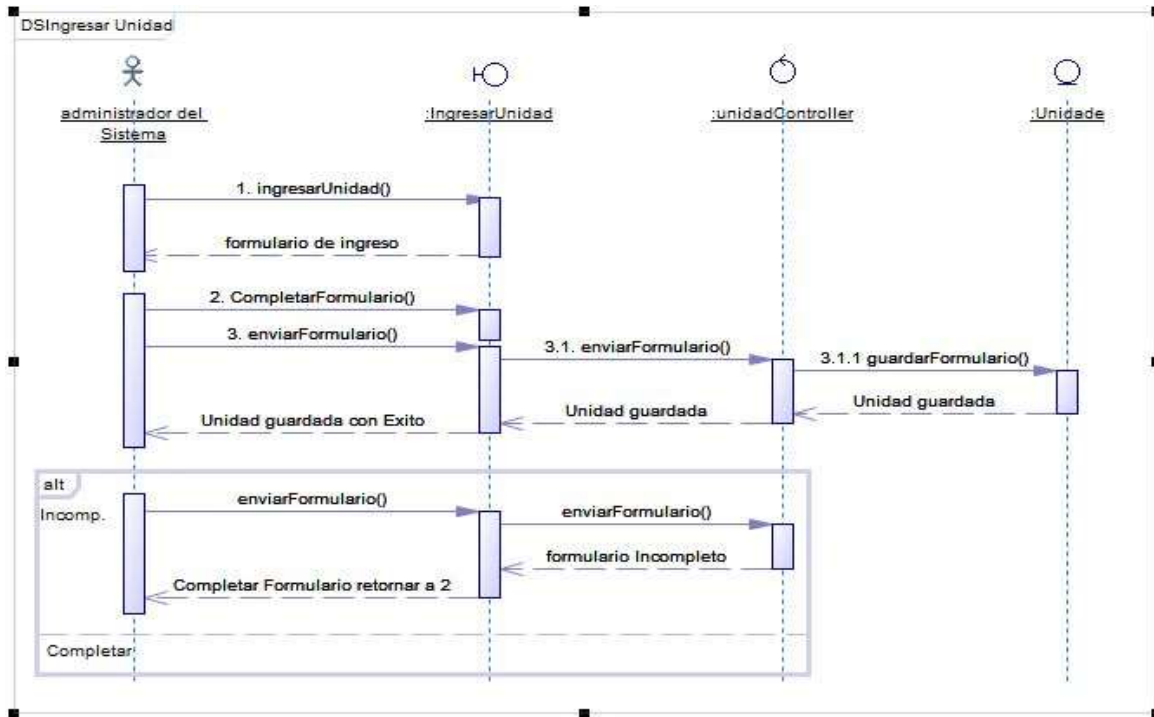 DSIngresar Unidad
administrador del
Sistema
:IngresarUnidad
:unidadController
:Unidade
1. ingresarUnidad()
formulario de ingreso
2. CompletarFormulario()
3. enviarFormulario()
3.1. enviarFormulario()
3.1.1 guardarFormulario()
Unidad guardada
Unidad guardada
Unidad guardada con Exito
alt
Incomp.
enviarFormulario()
enviarFormulario()
formulario Incompleto
Completar Formulario retornar a 2
Completar